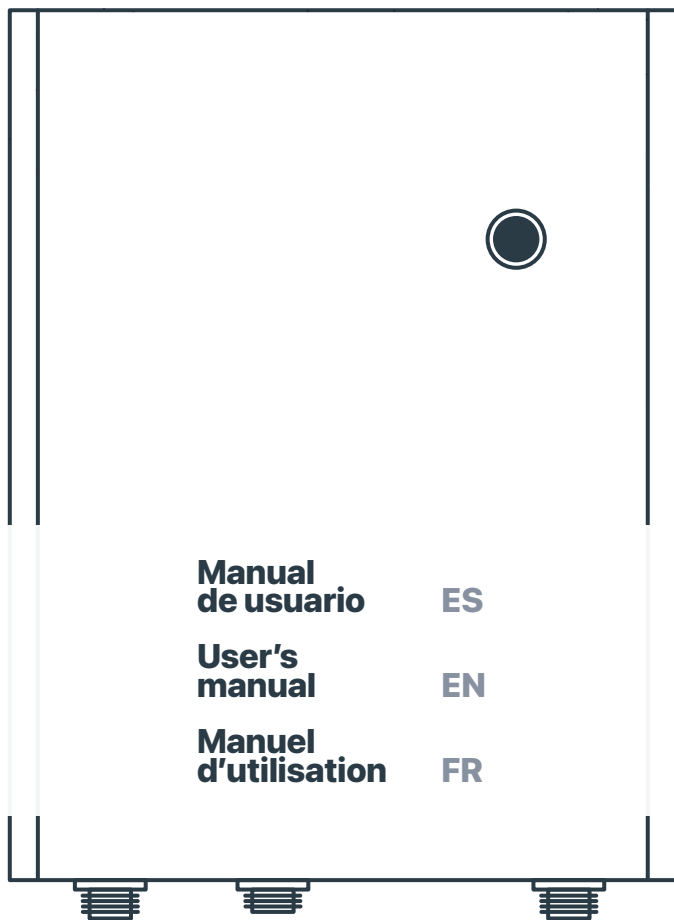 Manual
de usuario ES
User’s
manual EN
Manuel
d’utilisation FR